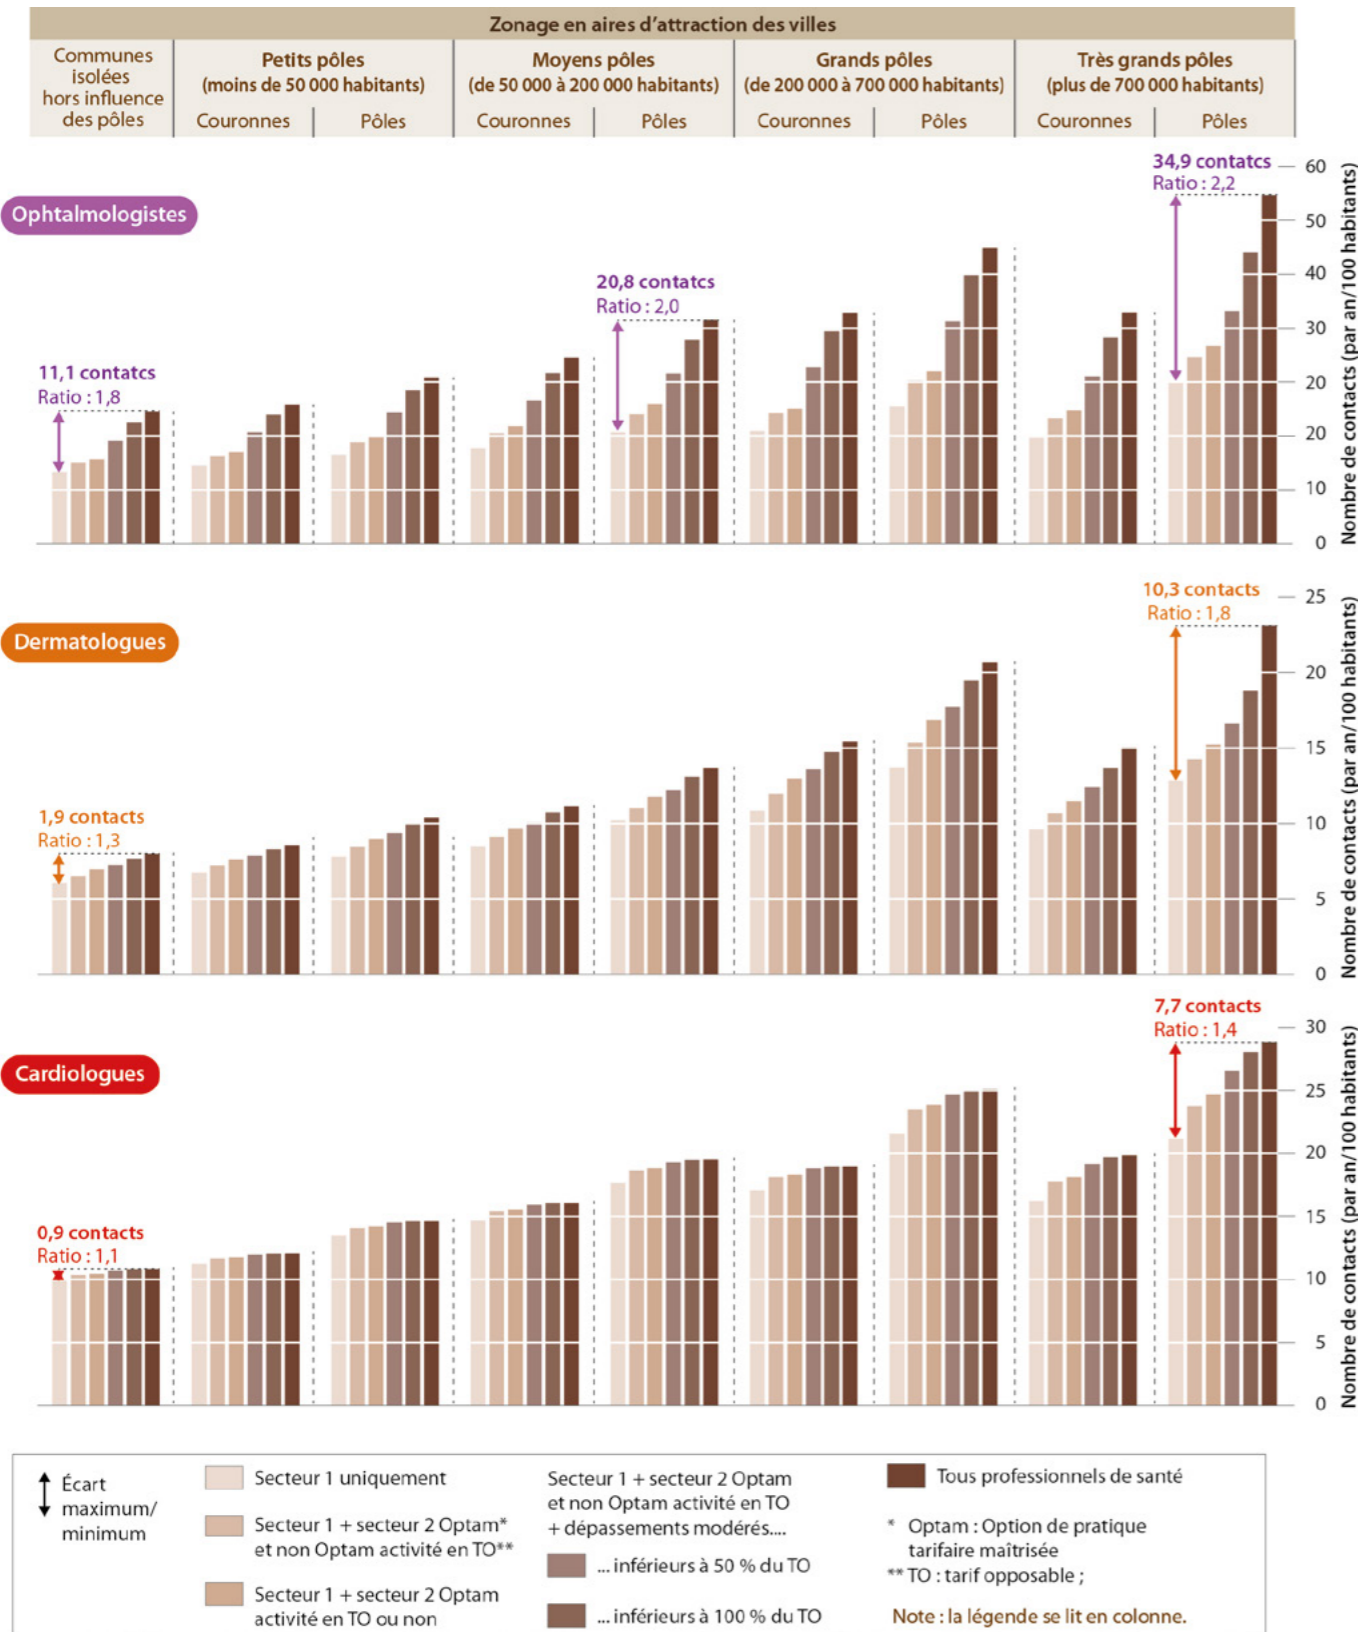 Zonage en aires d’attraction des villes
Communes
isolées
hors influence
des pôles
Petits pôles
(moins de 50 000 habitants)
Couronnes
Pôles
Moyens pôles
(de 50 000 à 200 000 habitants)
Couronnes
Pôles
Grands pôles
(de 200 000 à 700 000 habitants)
Couronnes
Pôles
Très grands pôles
(plus de 700 000 habitants)
Couronnes
Pôles
Ophtalmologistes
11,1 contatcs
Ratio : 1,8
20,8 contatcs
Ratio : 2,0
34,9 contatcs
Ratio : 2,2
60
50
40
30
20
20
10
0
Nombre de contacts (par an/100 habitants)
Dermatologues
1,9 contacts
Ratio : 1,3
10,3 contacts
Ratio : 1,8
25
20
15
10
5
0
Nombre de contacts (par an/100 habitants)
Cardiologues
0,9 contacts
Ratio : 1,1
7,7 contacts
Ratio : 1,4
30
25
20
15
10
5
0
Nombre de contacts (par an/100 habitants)
Écart
maximum/
minimum
Secteur 1 uniquement
Secteur 1 + secteur 2 Optam*
et non Optam activité en TO**
Secteur 1 + secteur 2 Optam
activité en TO ou non
Secteur 1 + secteur 2 Optam
et non Optam activité en TO
+ dépassements modérés....
... inférieurs à 50 % du TO
... inférieurs à 100 % du TO
Tous professionnels de santé
* Optam : Option de pratique
tarifaire maîtrisée
** TO : tarif opposable ;
Note : la légende se lit en colonne.